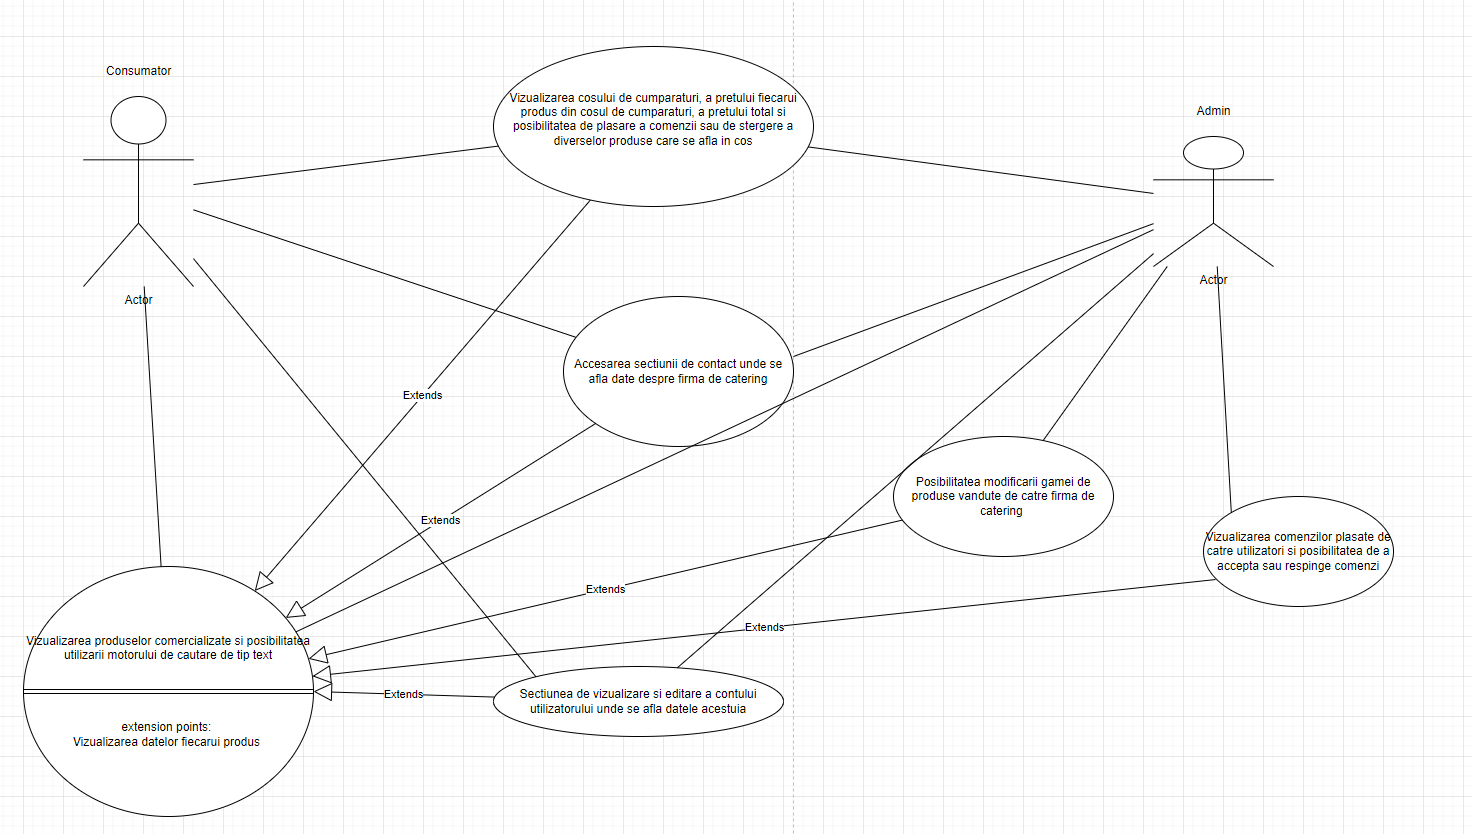 Consumator
Actor
Admin
Actor
Vizualizarea cosului de cumparaturi, a pretului fiecarui
produs din cosul de cumparaturi, a pretului total si
posibilitatea de plasare a comenzii sau de stergere a
diverselor produse care se afla in cos
Accesarea sectiunii de contact unde se
afla date despre firma de catering
Extends
Extends
Posibilitatea modificarii gamei de
produse vandute de catre firma de
catering
Vizualizarea comenzilor plasate de
catre utilizatori si posibilitatea de a
accepta sau respinge comenzi
Extends
Extends
Vizualizarea produselor comercializate si posibilitatea
utilizarii motorului de cautare de tip text
extension points:
Vizualizarea datelor fiecarui produs
Extends
Sectiunea de vizualizare si editare a contului
utilizatorului unde se afla datele acestuia